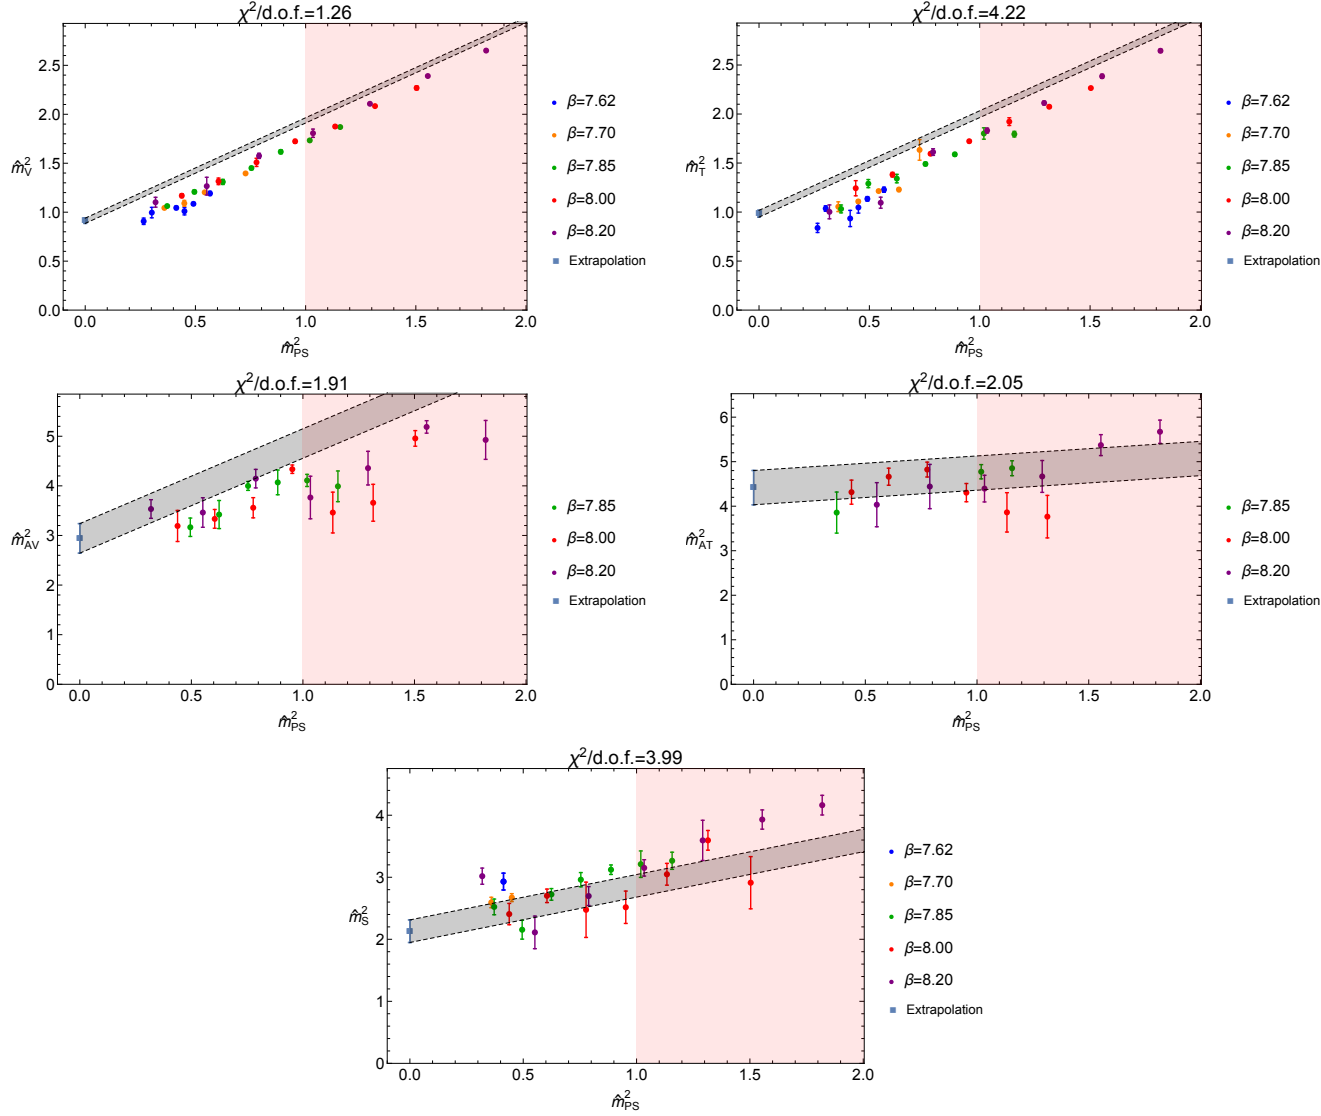 χ²/d.o.f.=1.26
m̂²_V
0.0 0.5 1.0 1.5 2.0 2.5
0.0 0.5 1.0 1.5 2.0
m̂²_PS
β=7.62
β=7.70
β=7.85
β=8.00
β=8.20
Extrapolation
χ²/d.o.f.=4.22
m̂²_T
0.0 0.5 1.0 1.5 2.0 2.5
0.0 0.5 1.0 1.5 2.0
m̂²_PS
β=7.62
β=7.70
β=7.85
β=8.00
β=8.20
Extrapolation
χ²/d.o.f.=1.91
m̂²_AV
0 1 2 3 4 5
0.0 0.5 1.0 1.5 2.0
m̂²_PS
β=7.85
β=8.00
β=8.20
Extrapolation
χ²/d.o.f.=2.05
m̂²_AT
0 1 2 3 4 5 6
0.0 0.5 1.0 1.5 2.0
m̂²_PS
β=7.85
β=8.00
β=8.20
Extrapolation
χ²/d.o.f.=3.99
m̂²_S
0 1 2 3 4
0.0 0.5 1.0 1.5 2.0
m̂²_PS
β=7.62
β=7.70
β=7.85
β=8.00
β=8.20
Extrapolation